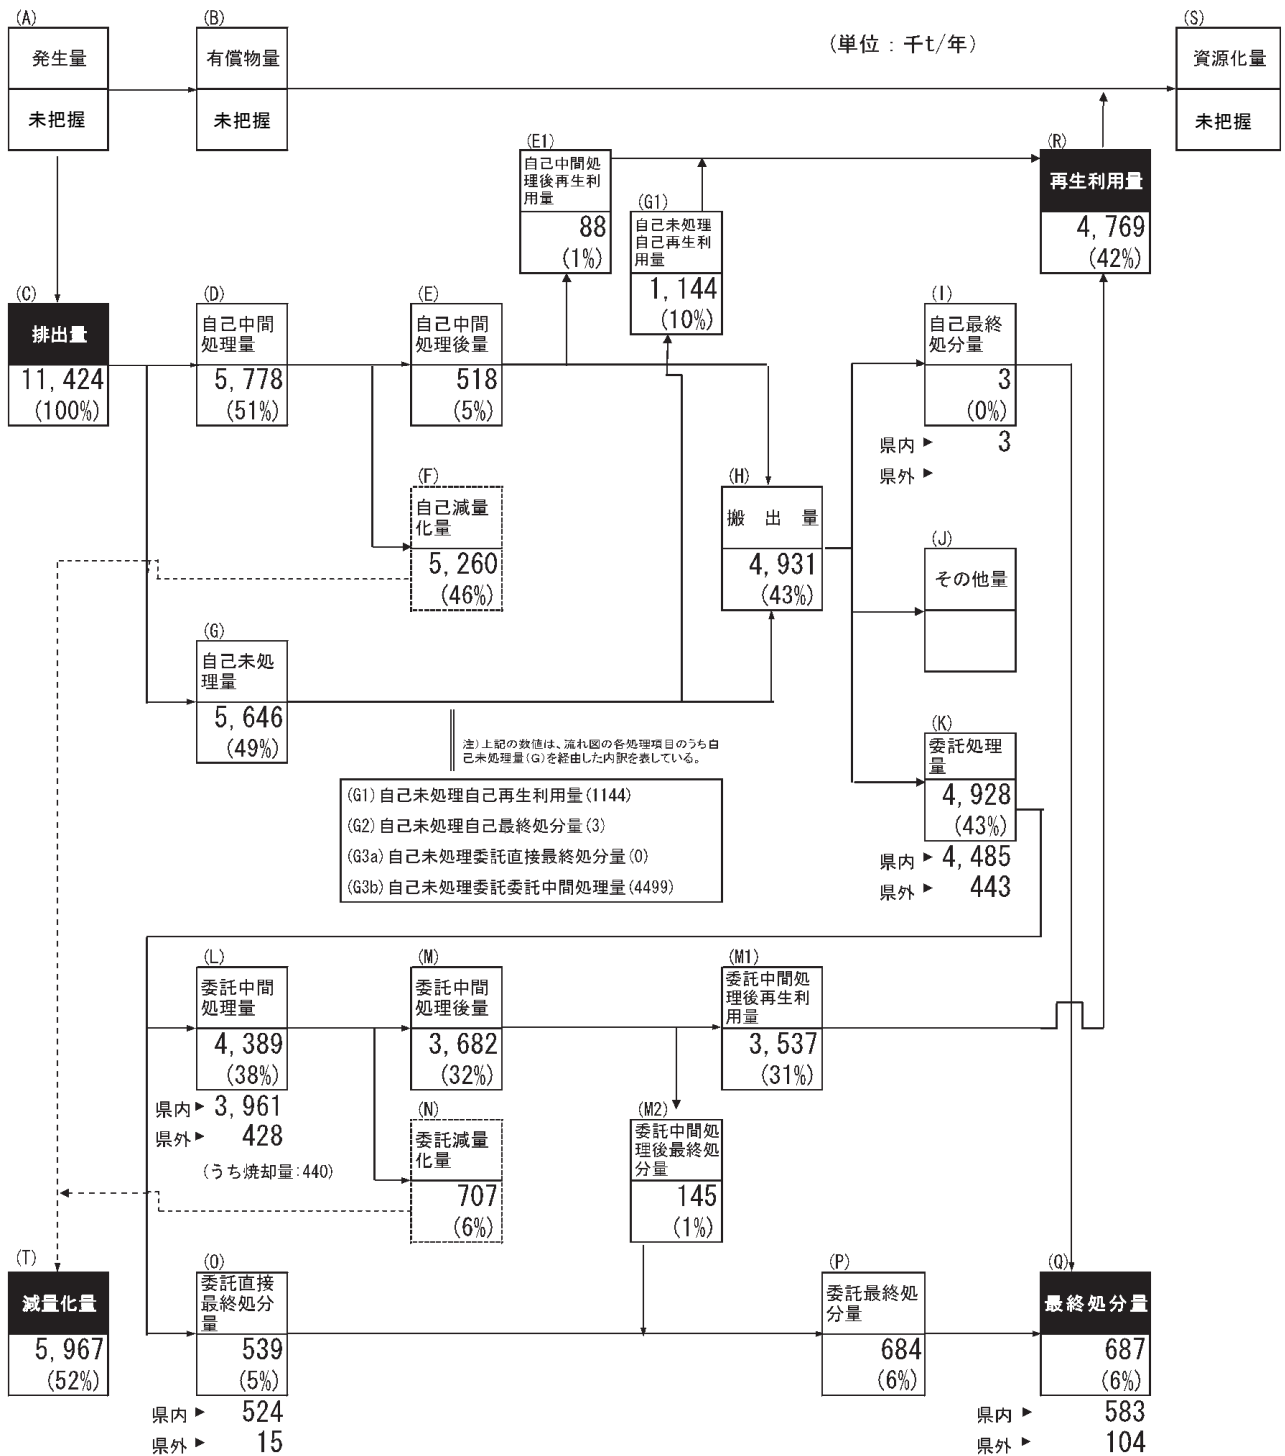 (A)
発生量
未把握
(B)
有償物量
未把握
(単位：千t/年)
(S)
資源化量
未把握
(E1)
自己中間処
理後再生利
用量
88
(1%)
(G1)
自己未処理
自己再生利
用量
1,144
(10%)
(R)
再生利用量
4,769
(42%)
(C)
排出量
11,424
(100%)
(D)
自己中間
処理量
5,778
(51%)
(E)
自己中間
処理後量
518
(5%)
(I)
自己最終
処分量
3
(0%)
県内 ▶ 3
県外 ▶
(F)
自己減量
化量
5,260
(46%)
(H)
搬 出 量
4,931
(43%)
(J)
その他量
(G)
自己未処
理量
5,646
(49%)
(K)
委託処理
量
4,928
(43%)
県内 ▶ 4,485
県外 ▶ 443
注)上記の数値は、流れ図の各処理項目のうち自
己未処理量(G)を経由した内訳を表している。
(G1)自己未処理自己再生利用量(1144)
(G2)自己未処理自己最終処分量(3)
(G3a)自己未処理委託直接最終処分量(0)
(G3b)自己未処理委託委託中間処理量(4499)
(L)
委託中間
処理量
4,389
(38%)
県内 ▶ 3,961
県外 ▶ 428
(うち焼却量:440)
(M)
委託中間
処理後量
3,682
(32%)
(M1)
委託中間処
理後再生利
用量
3,537
(31%)
(N)
委託減量
化量
707
(6%)
(M2)
委託中間処
理後最終処
分量
145
(1%)
(T)
減量化量
5,967
(52%)
(O)
委託直接
最終処分
量
539
(5%)
県内 ▶ 524
県外 ▶ 15
(P)
委託最終処
分量
684
(6%)
(Q)
最終処分量
687
(6%)
県内 ▶ 583
県外 ▶ 104